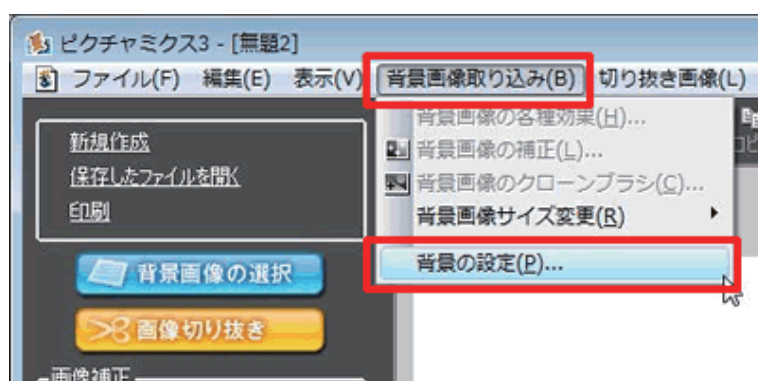 ピクチャミクス3 - [無題2]
ファイル(F) 編集(E) 表示(V) 背景画像取り込み(B) 切り抜き画像(L)
背景画像の各種効果(H)...
新規作成
背景画像の補正(L)...
保存したファイルを開く
背景画像のクローンブラシ(C)...
印刷
背景画像サイズ変更(R)
背景の設定(P)...
背景画像の選択
画像切り抜き
画像補正